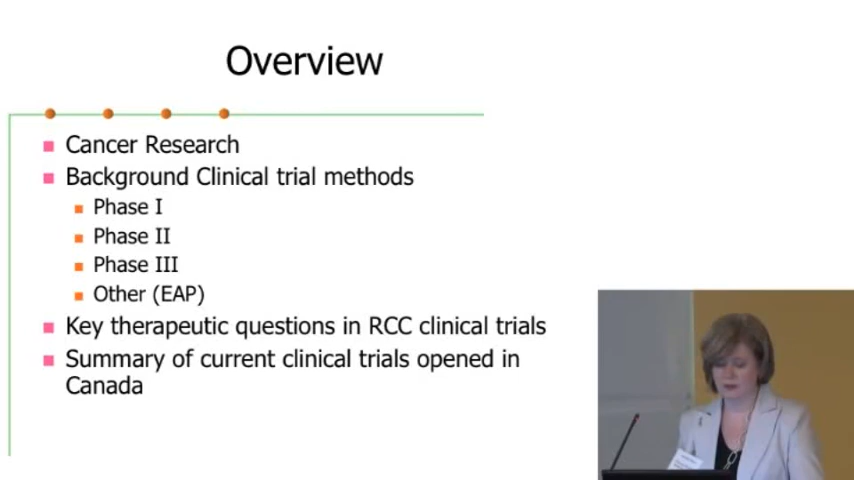 Overview
Cancer Research
Background Clinical trial methods
Phase I
Phase II
Phase III
Other (EAP)
Key therapeutic questions in RCC clinical trials
Summary of current clinical trials opened in
Canada